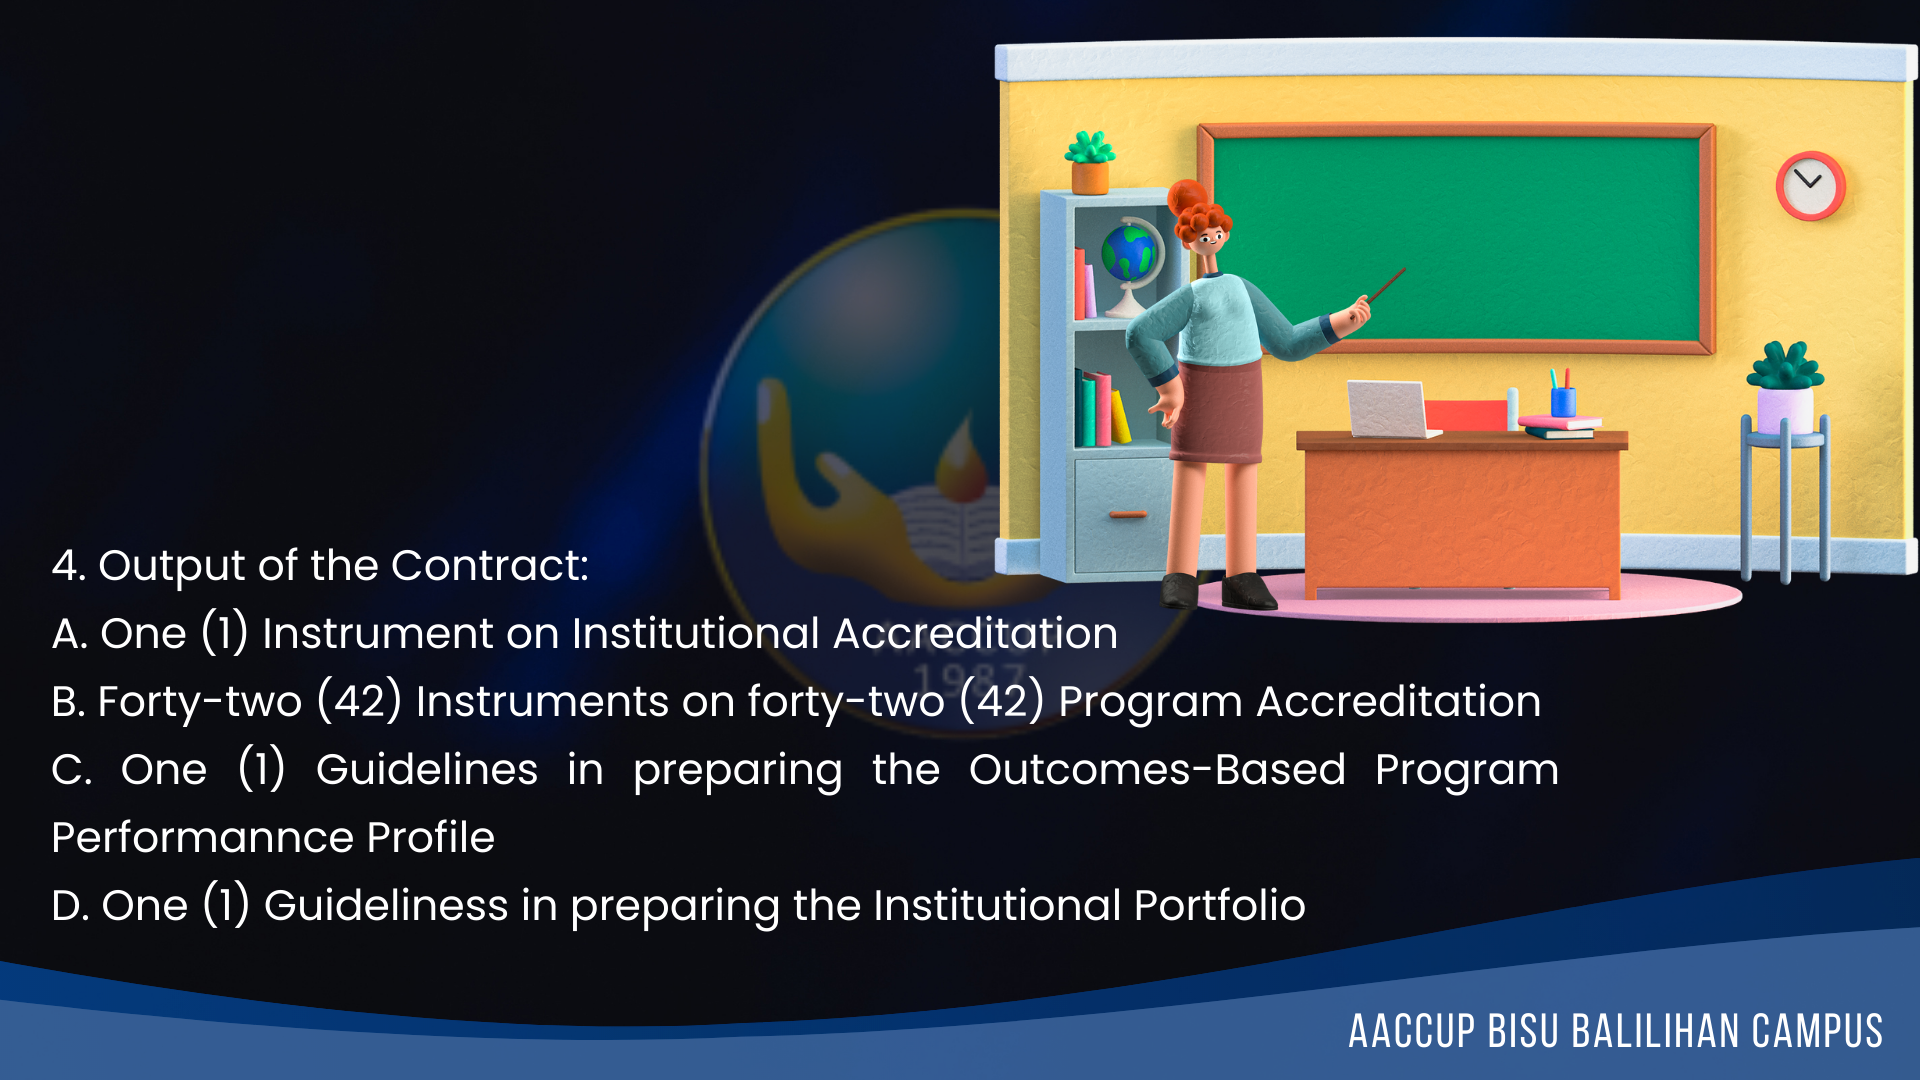 4. Output of the Contract:
A. One (1) Instrument on Institutional Accreditation
B. Forty-two (42) Instruments on forty-two (42) Program Accreditation
C. One (1) Guidelines in preparing the Outcomes-Based Program
Performannce Profile
D. One (1) Guideliness in preparing the Institutional Portfolio
AACCUP
1987
AACCUP BISU BALILIHAN CAMPUS